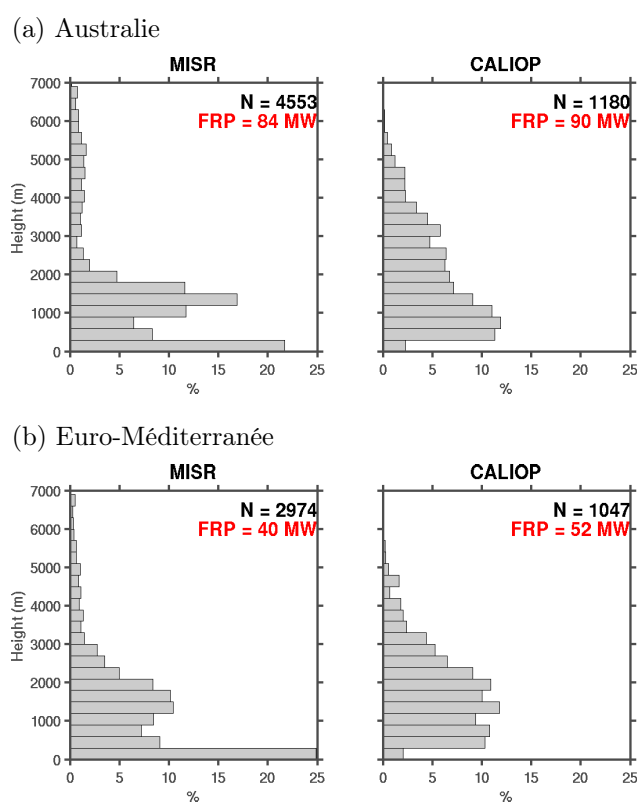 (a) Australie
MISR
CALIOP
7000
6000
5000
4000
3000
2000
1000
0
Height (m)
N = 4553
FRP = 84 MW
N = 1180
FRP = 90 MW
0 5 10 15 20 25
0 5 10 15 20 25
%
%
(b) Euro-Méditerranée
MISR
CALIOP
7000
6000
5000
4000
3000
2000
1000
0
Height (m)
N = 2974
FRP = 40 MW
N = 1047
FRP = 52 MW
0 5 10 15 20 25
0 5 10 15 20 25
%
%